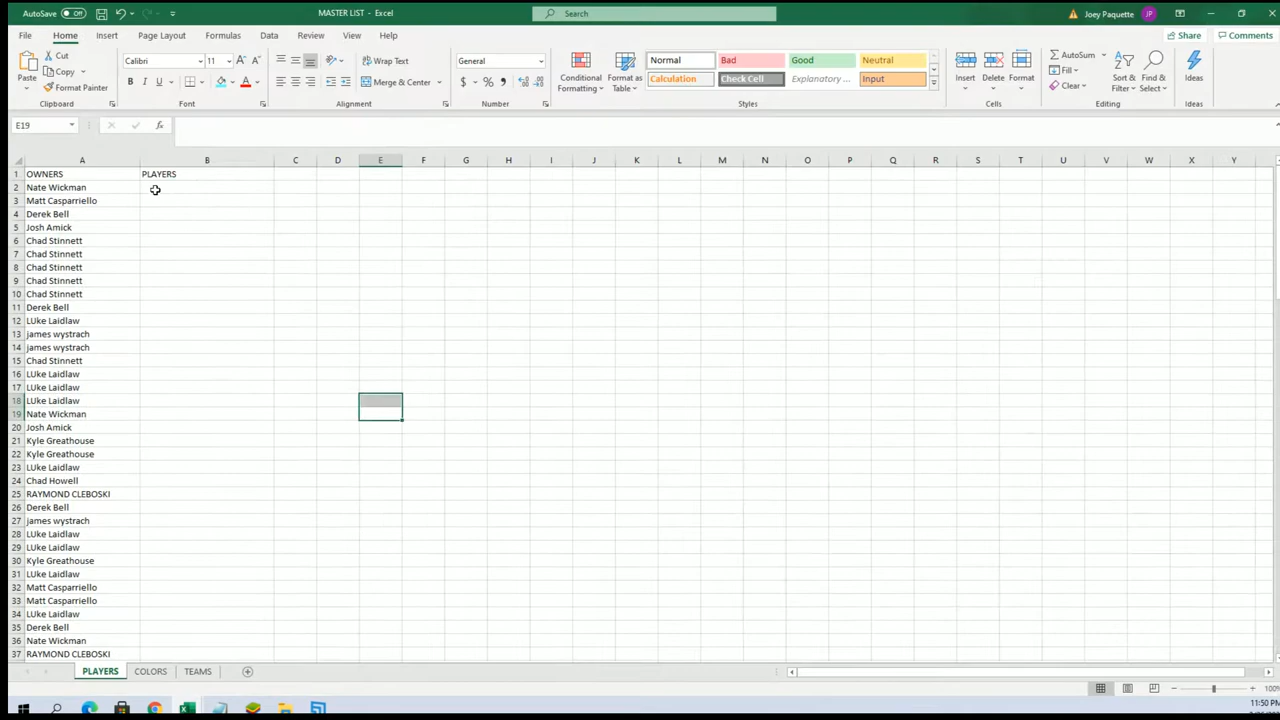 AutoSave Off MASTER LIST - Excel Search Joey Paquette JP
File Home Insert Page Layout Formulas Data Review View Help Share Comments
Cut Calibri 11 Wrap Text General Normal Bad Good Neutral AutoSum
Copy Fill
Paste Format Painter B I U Merge & Center $ % Conditional Formatting Format as Table Calculation Check Cell Explanatory ... Input Insert Delete Format Clear Sort & Filter Find & Select Ideas
Clipboard Font Alignment Number Styles Cells Editing Ideas
E19 fx
A B C D E F G H I J K L M N O P Q R S T U V W X Y
1 OWNERS PLAYERS
2 Nate Wickman
3 Matt Casparriello
4 Derek Bell
5 Josh Amick
6 Chad Stinnett
7 Chad Stinnett
8 Chad Stinnett
9 Chad Stinnett
10 Chad Stinnett
11 Derek Bell
12 LUke Laidlaw
13 james wystrach
14 james wystrach
15 Chad Stinnett
16 LUke Laidlaw
17 LUke Laidlaw
18 LUke Laidlaw
19 Nate Wickman
20 Josh Amick
21 Kyle Greathouse
22 Kyle Greathouse
23 LUke Laidlaw
24 Chad Howell
25 RAYMOND CLEBOSKI
26 Derek Bell
27 james wystrach
28 LUke Laidlaw
29 LUke Laidlaw
30 Kyle Greathouse
31 LUke Laidlaw
32 Matt Casparriello
33 Matt Casparriello
34 LUke Laidlaw
35 Derek Bell
36 Nate Wickman
37 RAYMOND CLEBOSKI
PLAYERS COLORS TEAMS
100%
11:50 PM